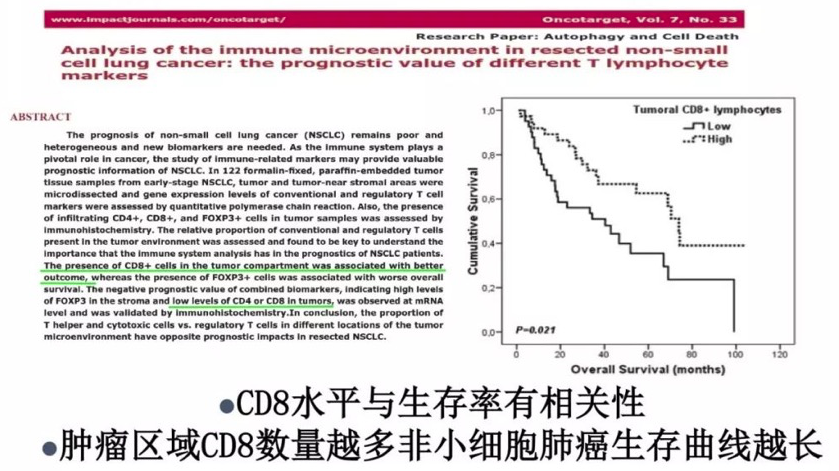 www.impactjournals.com/oncotarget/
Oncotarget, Vol. 7, No. 33
Research Paper: Autophagy and Cell Death
Analysis of the immune microenvironment in resected non-small
cell lung cancer: the prognostic value of different T lymphocyte
markers
ABSTRACT
The prognosis of non-small cell lung cancer (NSCLC) remains poor and
heterogeneous and new biomarkers are needed. As the immune system plays a
pivotal role in cancer, the study of immune-related markers may provide valuable
prognostic information of NSCLC. In 122 formalin-fixed, paraffin-embedded tumor
tissue samples from early-stage NSCLC, tumor and tumor-near stromal areas were
microdissected and gene expression levels of conventional and regulatory T cell
markers were assessed by quantitative polymerase chain reaction. Also, the presence
of infiltrating CD4+, CD8+, and FOXP3+ cells in tumor samples was assessed by
immunohistochemistry. The relative proportion of conventional and regulatory T cells
present in the tumor environment was assessed and found to be key to understand the
importance that the immune system analysis has in the prognostics of NSCLC patients.
The presence of CD8+ cells in the tumor compartment was associated with better
outcome, whereas the presence of FOXP3+ cells was associated with worse overall
survival. The negative prognostic value of combined biomarkers, indicating high levels
of FOXP3 in the stroma and low levels of CD4 or CD8 in tumors, was observed at mRNA
level and was validated by immunohistochemistry.In conclusion, the proportion of
T helper and cytotoxic cells vs. regulatory T cells in different locations of the tumor
microenvironment have opposite prognostic impacts in resected NSCLC.
Tumoral CD8+ lymphocytes
Low
High
Cumulative Survival
1,0
0,8
0,6
0,4
0,2
0,0
P=0.021
0 20 40 60 80 100 120
Overall Survival (months)
●CD8水平与生存率有相关性
●肿瘤区域CD8数量越多非小细胞肺癌生存曲线越长